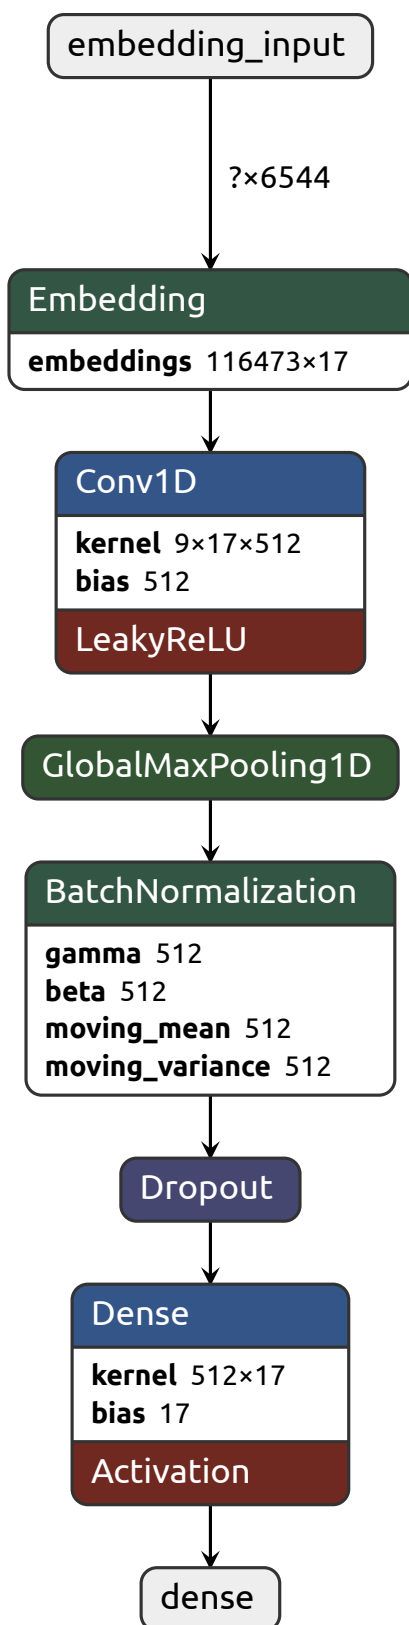 embedding_input
?×6544
Embedding
embeddings 116473×17
Conv1D
kernel 9×17×512
bias 512
LeakyReLU
GlobalMaxPooling1D
BatchNormalization
gamma 512
beta 512
moving_mean 512
moving_variance 512
Dropout
Dense
kernel 512×17
bias 17
Activation
dense